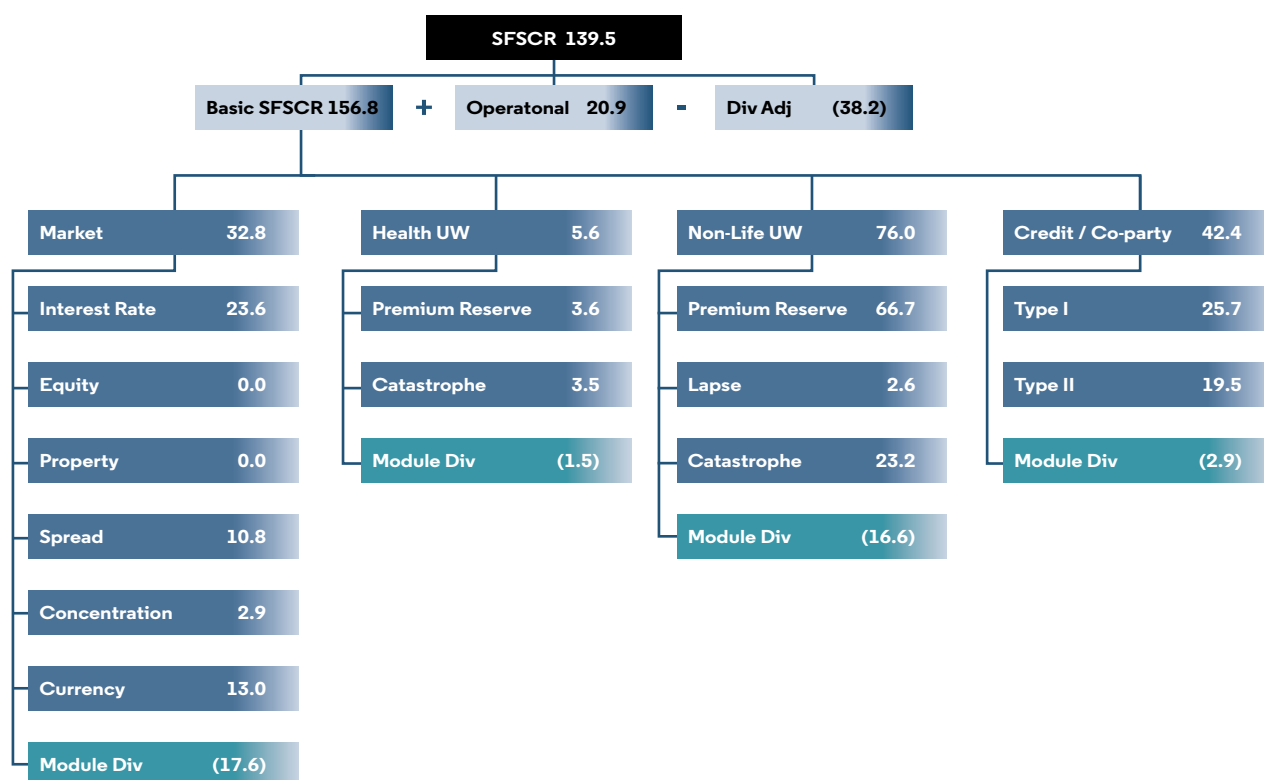 SFSCR 139.5
Basic SFSCR 156.8 + Operatonal 20.9 - Div Adj (38.2)
Market 32.8
Interest Rate 23.6
Equity 0.0
Property 0.0
Spread 10.8
Concentration 2.9
Currency 13.0
Module Div (17.6)
Health UW 5.6
Premium Reserve 3.6
Catastrophe 3.5
Module Div (1.5)
Non-Life UW 76.0
Premium Reserve 66.7
Lapse 2.6
Catastrophe 23.2
Module Div (16.6)
Credit / Co-party 42.4
Type I 25.7
Type II 19.5
Module Div (2.9)